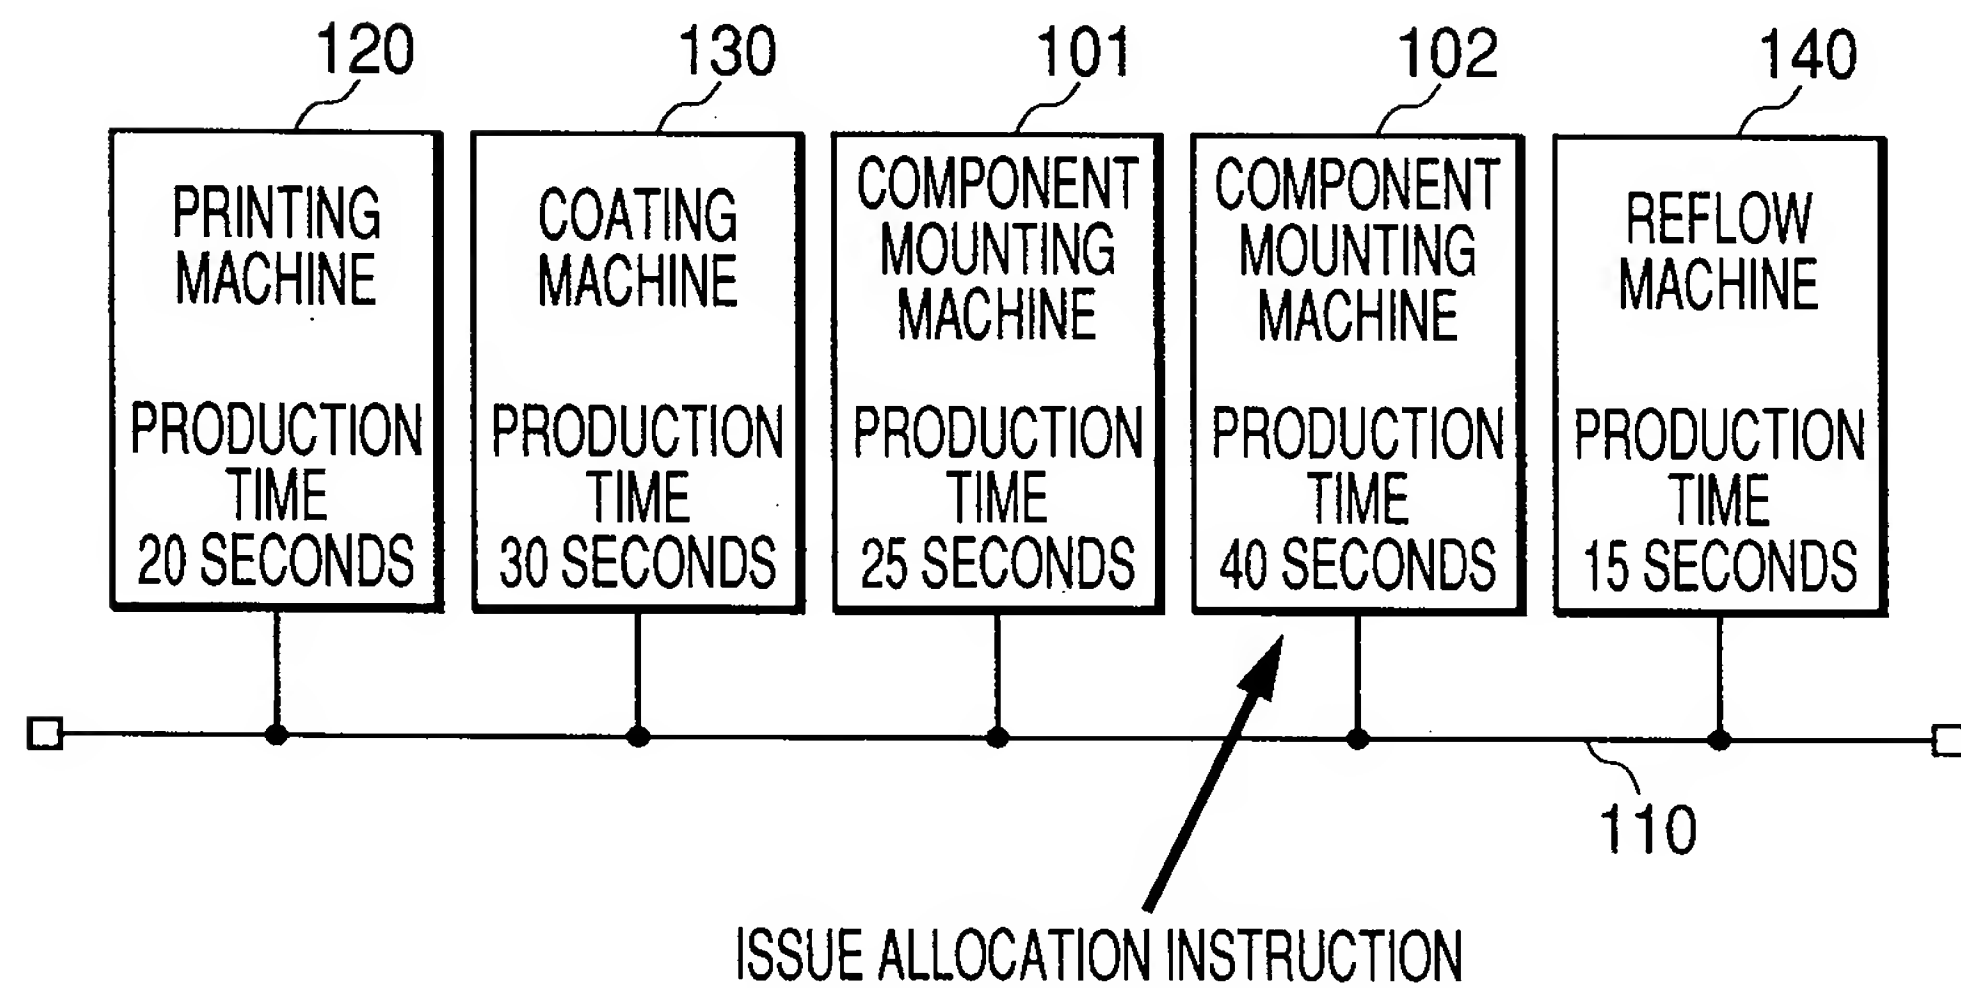 120
130
101
102
140
PRINTING
MACHINE
PRODUCTION
TIME
20 SECONDS
COATING
MACHINE
PRODUCTION
TIME
30 SECONDS
COMPONENT
MOUNTING
MACHINE
PRODUCTION
TIME
25 SECONDS
COMPONENT
MOUNTING
MACHINE
PRODUCTION
TIME
40 SECONDS
REFLOW
MACHINE
PRODUCTION
TIME
15 SECONDS
110
ISSUE ALLOCATION INSTRUCTION